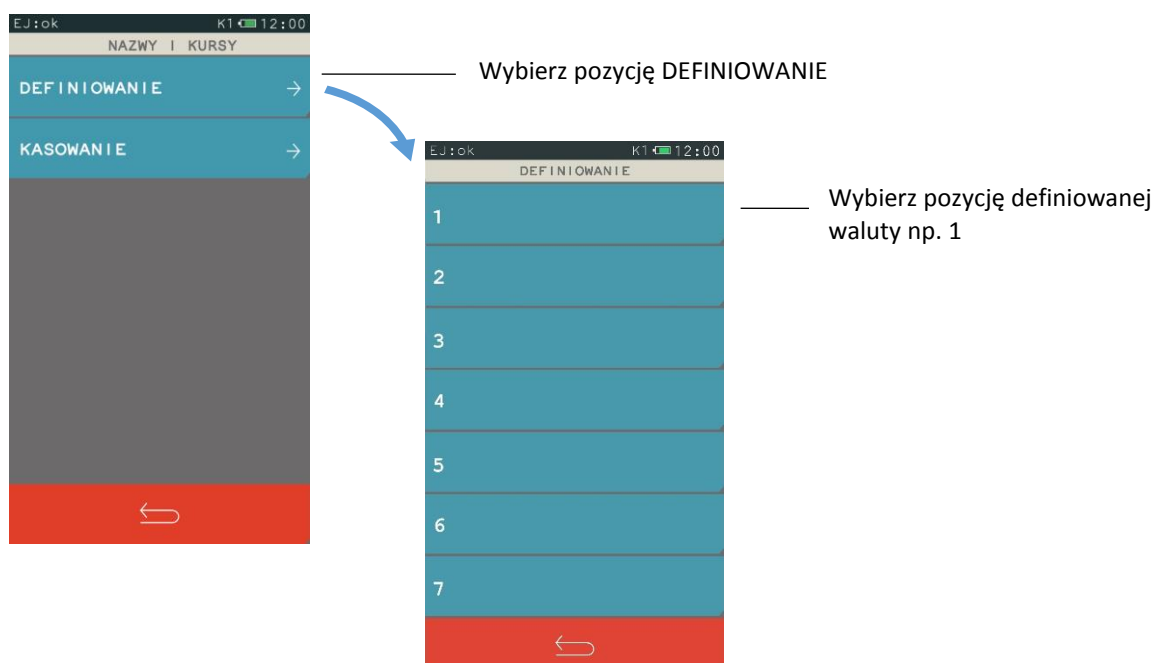 EJ:ok K1 12:00
NAZWY I KURSY
DEFINIOWANIE
KASOWANIE
Wybierz pozycję DEFINIOWANIE
EJ:ok K1 12:00
DEFINIOWANIE
1
2
3
4
5
6
7
Wybierz pozycję definiowanej
waluty np. 1